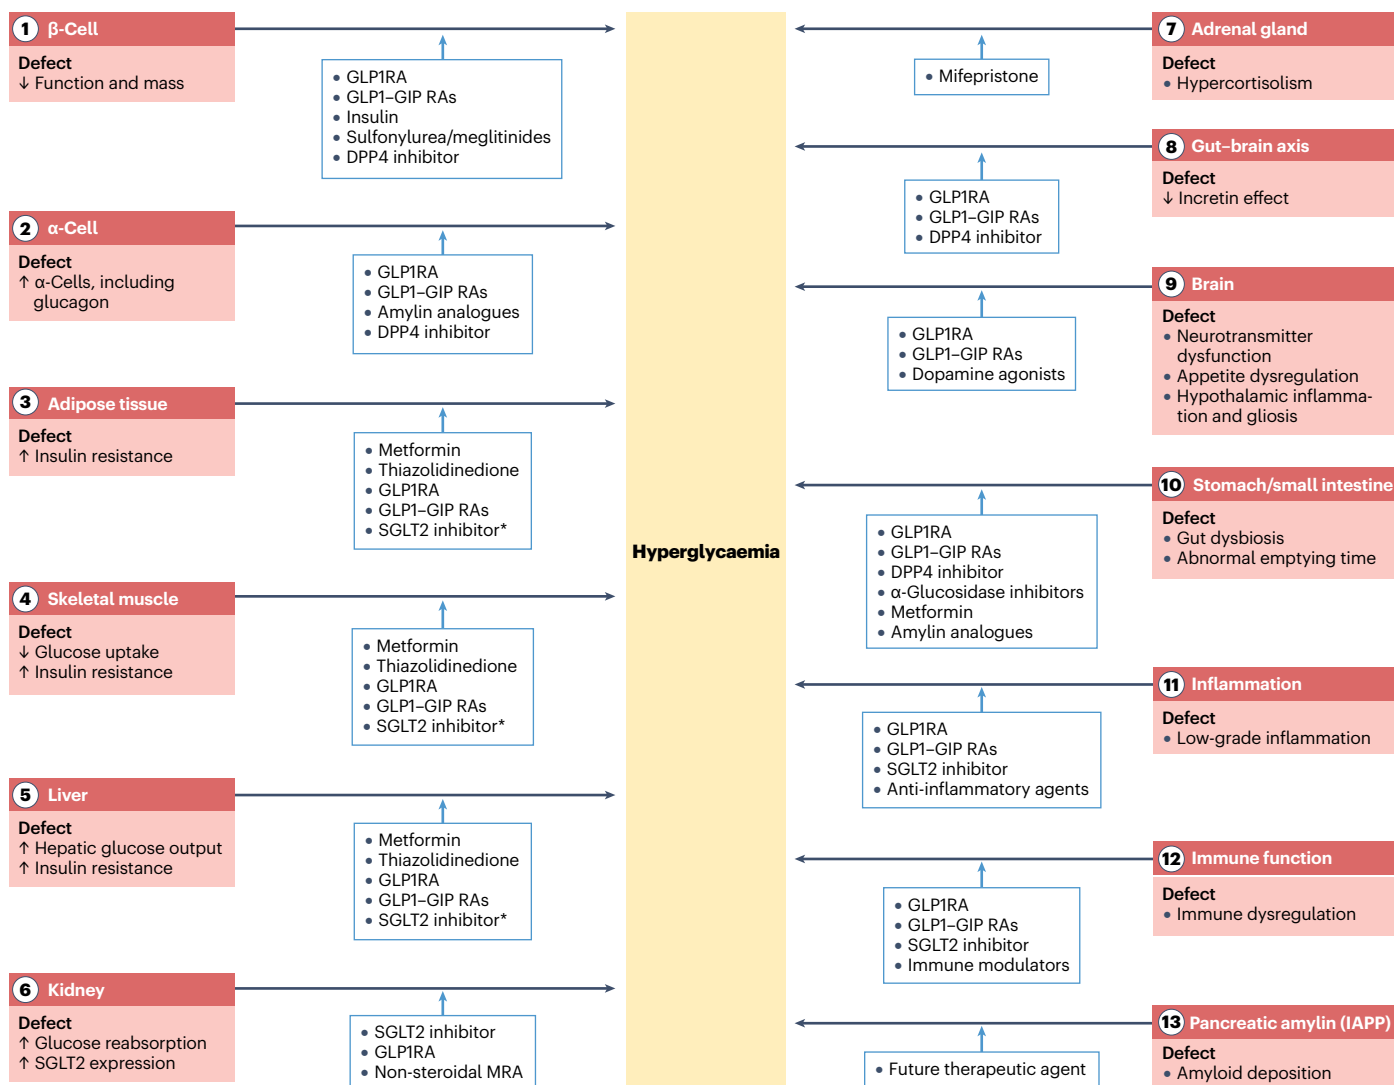 1 β-Cell
Defect
↓ Function and mass
• GLP1RA
• GLP1–GIP RAs
• Insulin
• Sulfonylurea/meglitinides
• DPP4 inhibitor
2 α-Cell
Defect
↑ α-Cells, including
glucagon
• GLP1RA
• GLP1–GIP RAs
• Amylin analogues
• DPP4 inhibitor
3 Adipose tissue
Defect
↑ Insulin resistance
• Metformin
• Thiazolidinedione
• GLP1RA
• GLP1–GIP RAs
• SGLT2 inhibitor*
4 Skeletal muscle
Defect
↓ Glucose uptake
↑ Insulin resistance
• Metformin
• Thiazolidinedione
• GLP1RA
• GLP1–GIP RAs
• SGLT2 inhibitor*
5 Liver
Defect
↑ Hepatic glucose output
↑ Insulin resistance
• Metformin
• Thiazolidinedione
• GLP1RA
• GLP1–GIP RAs
• SGLT2 inhibitor*
6 Kidney
Defect
↑ Glucose reabsorption
↑ SGLT2 expression
• SGLT2 inhibitor
• GLP1RA
• Non-steroidal MRA
Hyperglycaemia
7 Adrenal gland
Defect
• Hypercortisolism
• Mifepristone
8 Gut–brain axis
Defect
↓ Incretin effect
• GLP1RA
• GLP1–GIP RAs
• DPP4 inhibitor
9 Brain
Defect
• Neurotransmitter
dysfunction
• Appetite dysregulation
• Hypothalamic inflamma-
tion and gliosis
• GLP1RA
• GLP1–GIP RAs
• Dopamine agonists
10 Stomach/small intestine
Defect
• Gut dysbiosis
• Abnormal emptying time
• GLP1RA
• GLP1–GIP RAs
• DPP4 inhibitor
• α-Glucosidase inhibitors
• Metformin
• Amylin analogues
11 Inflammation
Defect
• Low-grade inflammation
• GLP1RA
• GLP1–GIP RAs
• SGLT2 inhibitor
• Anti-inflammatory agents
12 Immune function
Defect
• Immune dysregulation
• GLP1RA
• GLP1–GIP RAs
• SGLT2 inhibitor
• Immune modulators
13 Pancreatic amylin (IAPP)
Defect
• Amyloid deposition
• Future therapeutic agent